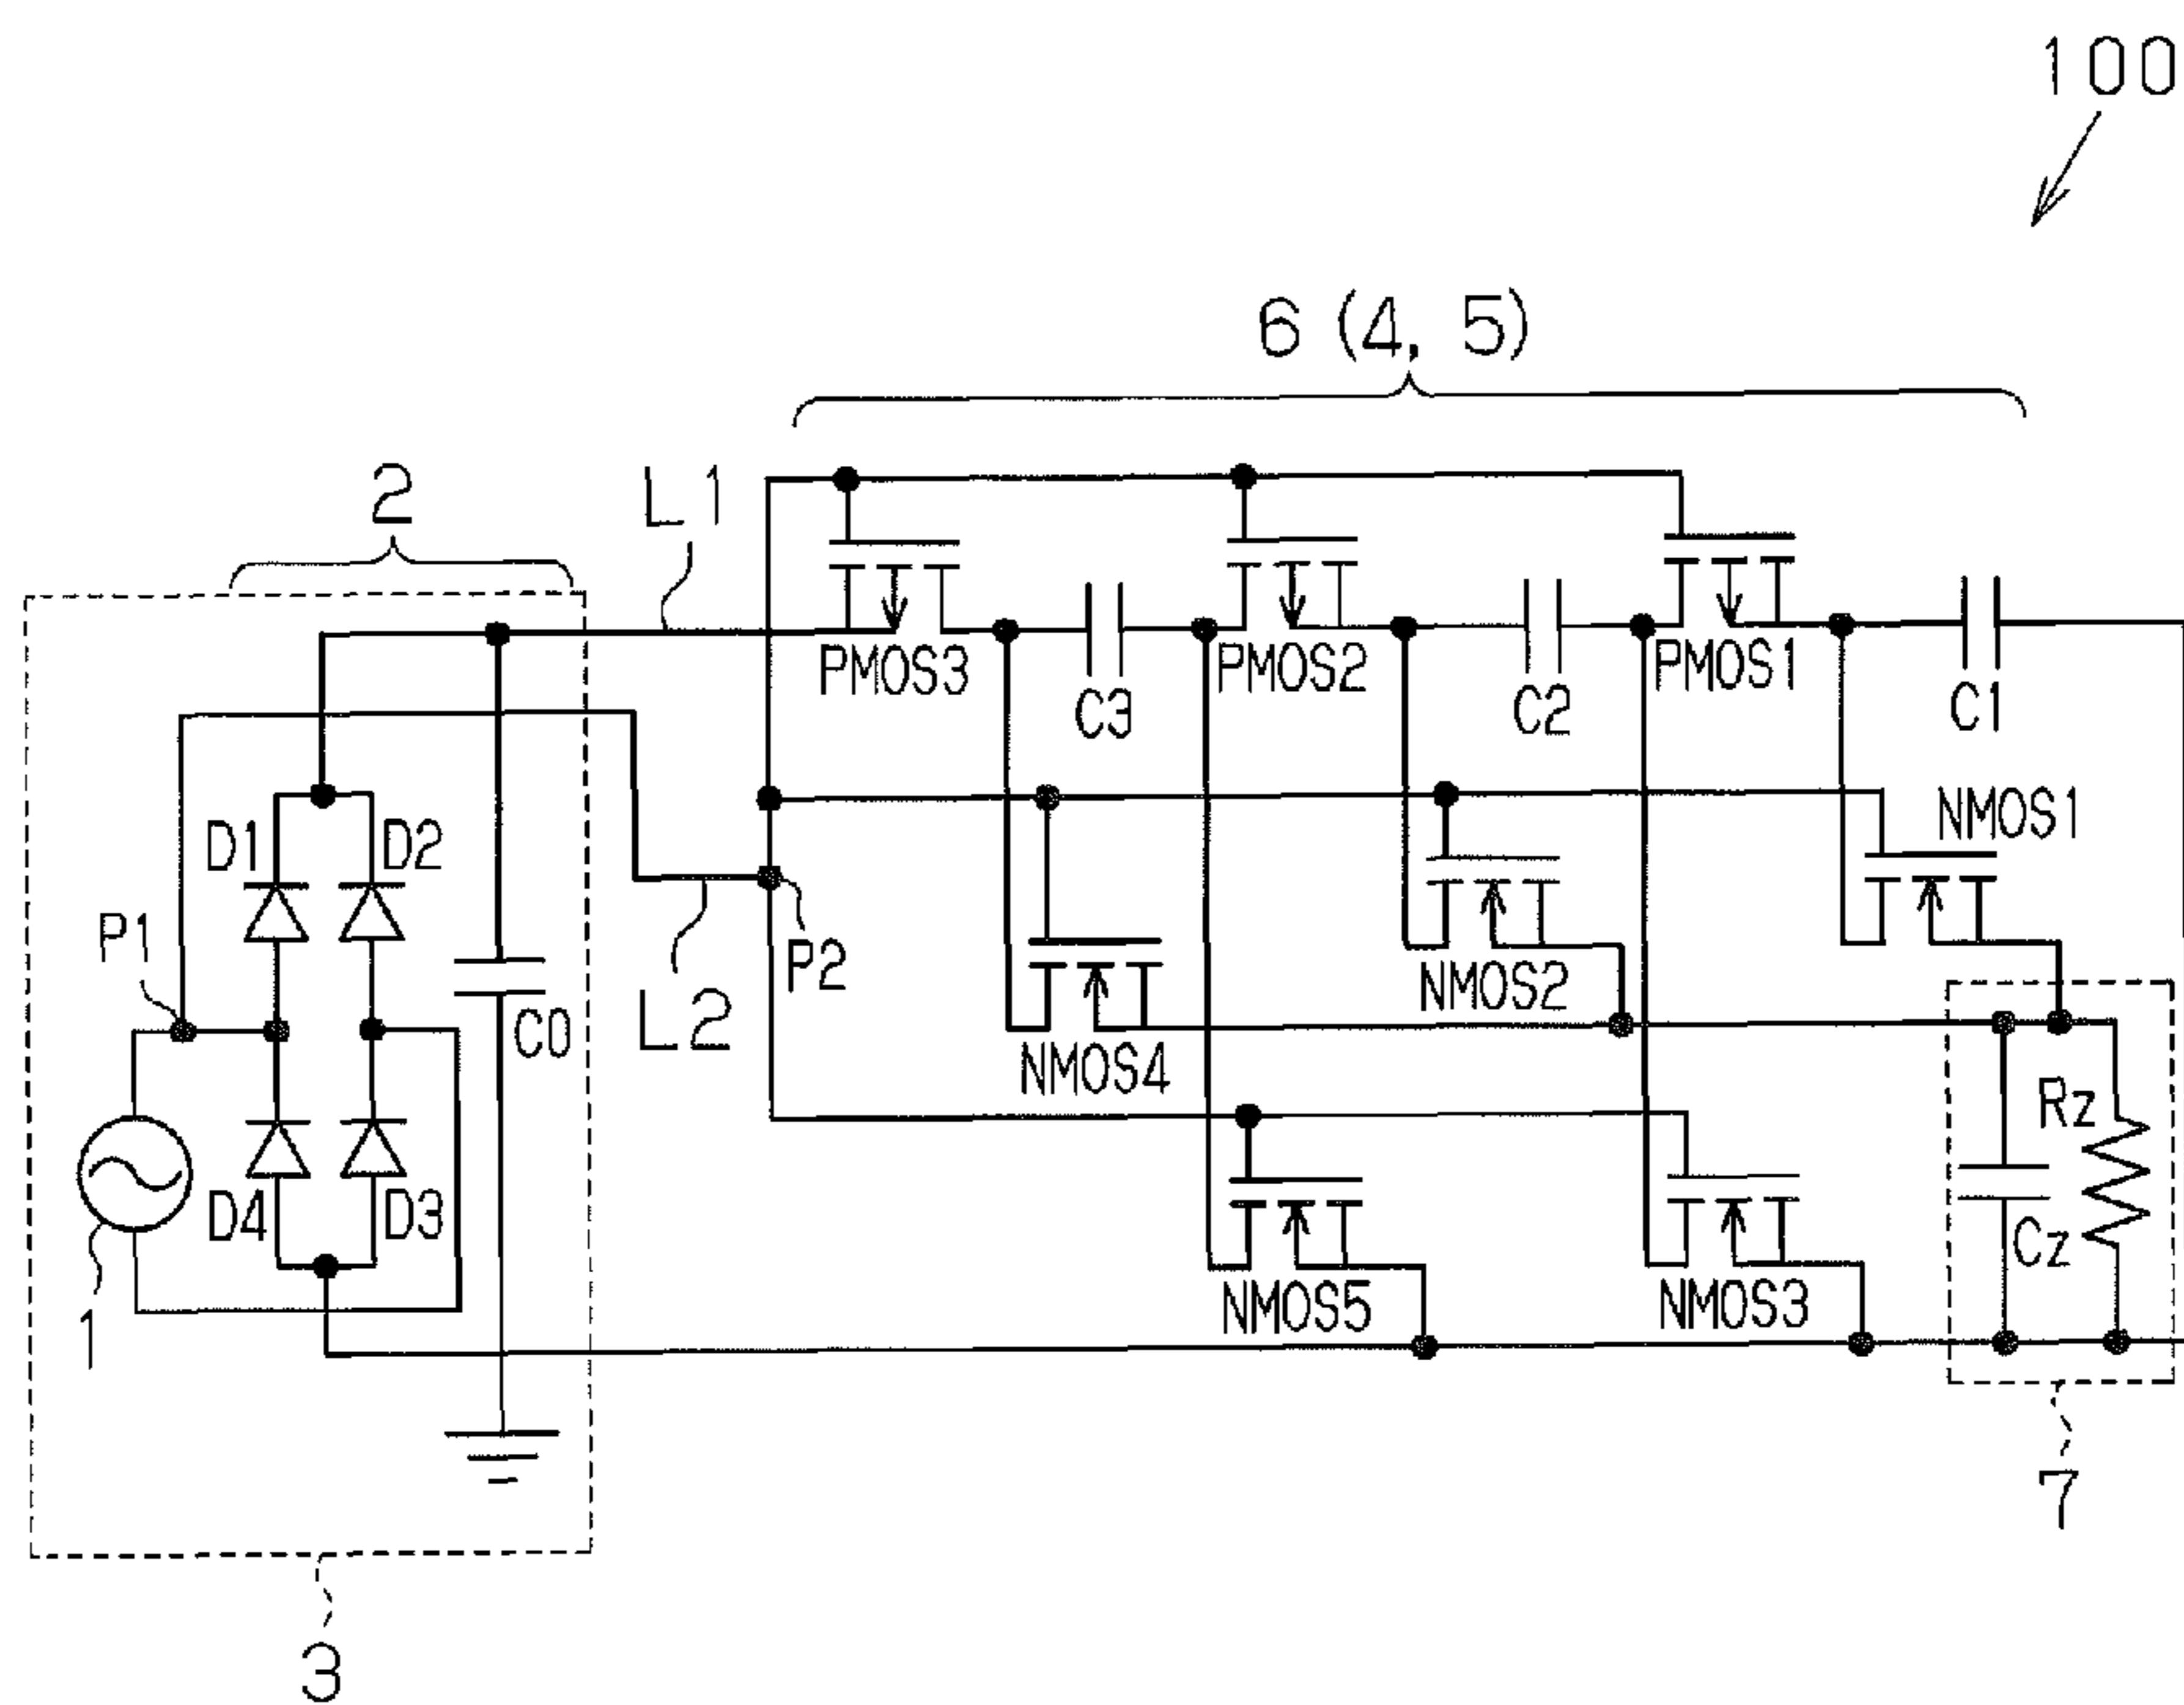 100
6 (4, 5)
2
L1
PMOS3
C3
PMOS2
C2
PMOS1
C1
D1
D2
NMOS1
P1
P2
L2
C0
NMOS2
NMOS4
Rz
D4
D3
Cz
1
NMOS5
NMOS3
7
3